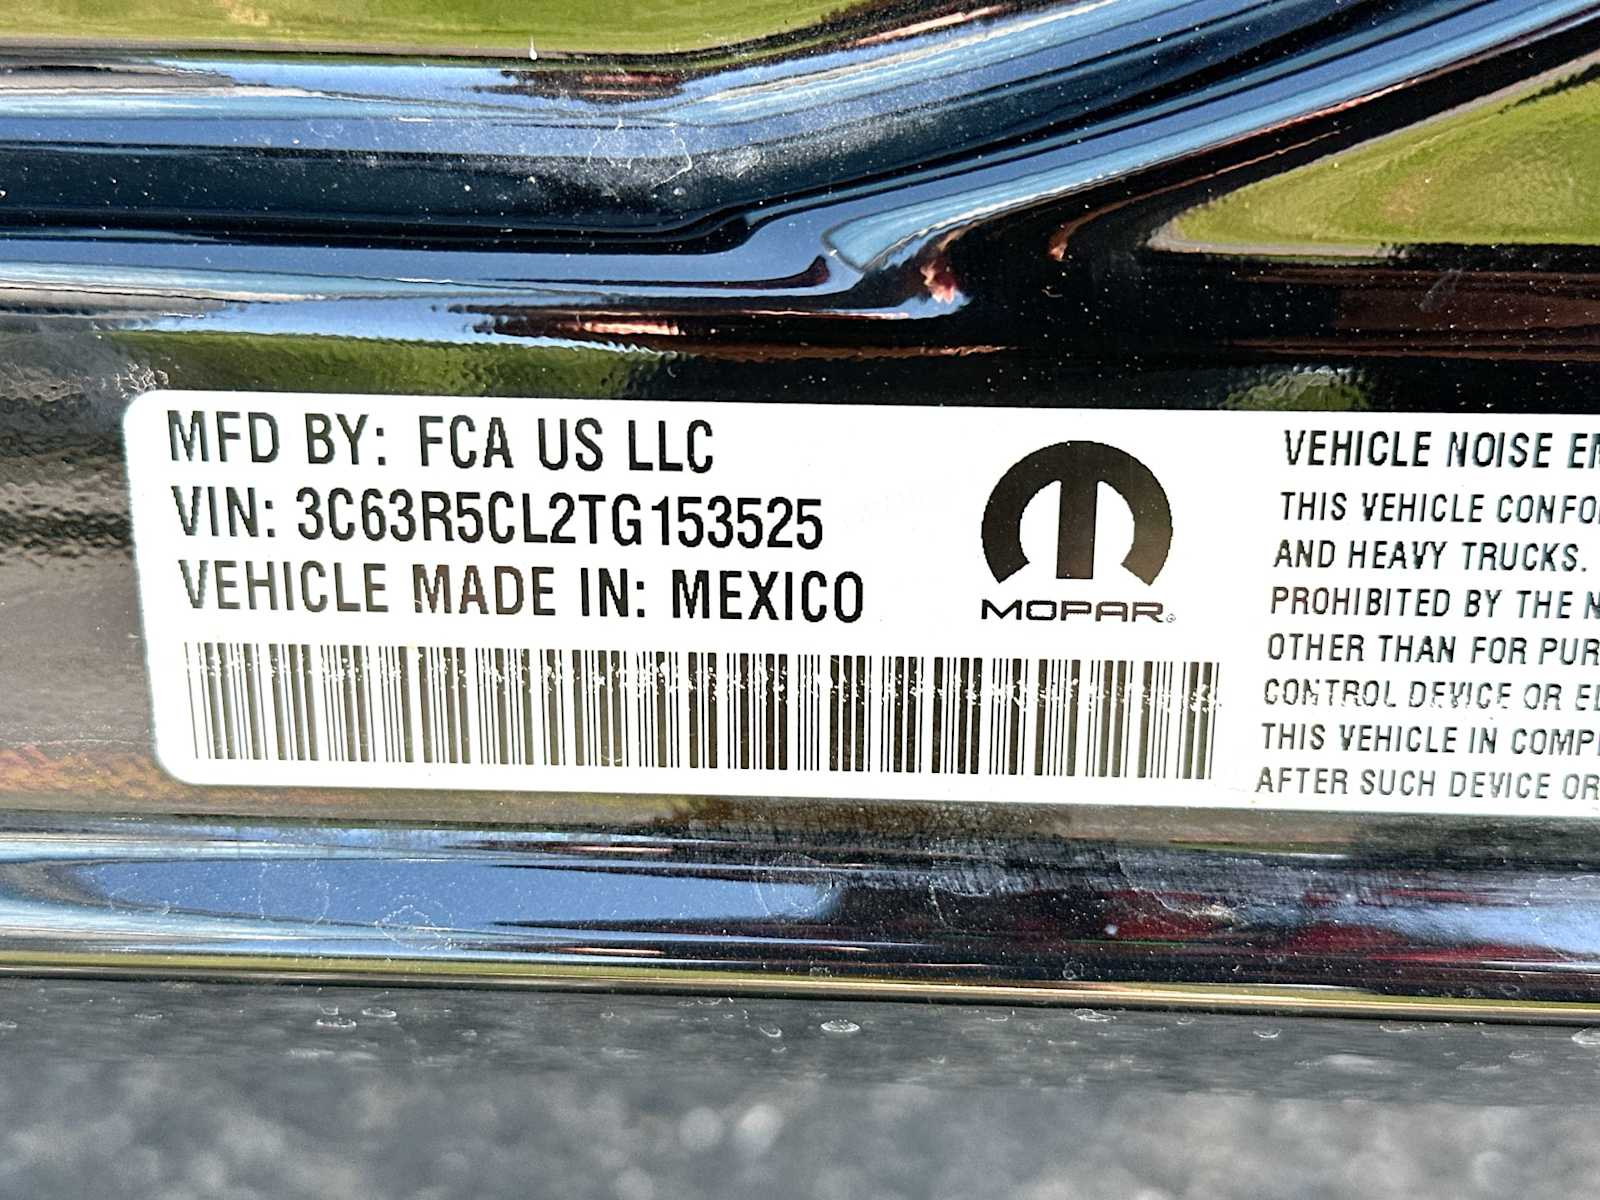 MFD BY: FCA US LLC
VIN: 3C63R5CL2TG153525
VEHICLE MADE IN: MEXICO
MOPAR
VEHICLE NOISE
THIS VEHICLE
AND HEAVY TRUCKS.
PROHIBITED BY THE
OTHER THAN FOR
CONTROL DEVICE OR
THIS VEHICLE IN
AFTER SUCH DEVICE OR